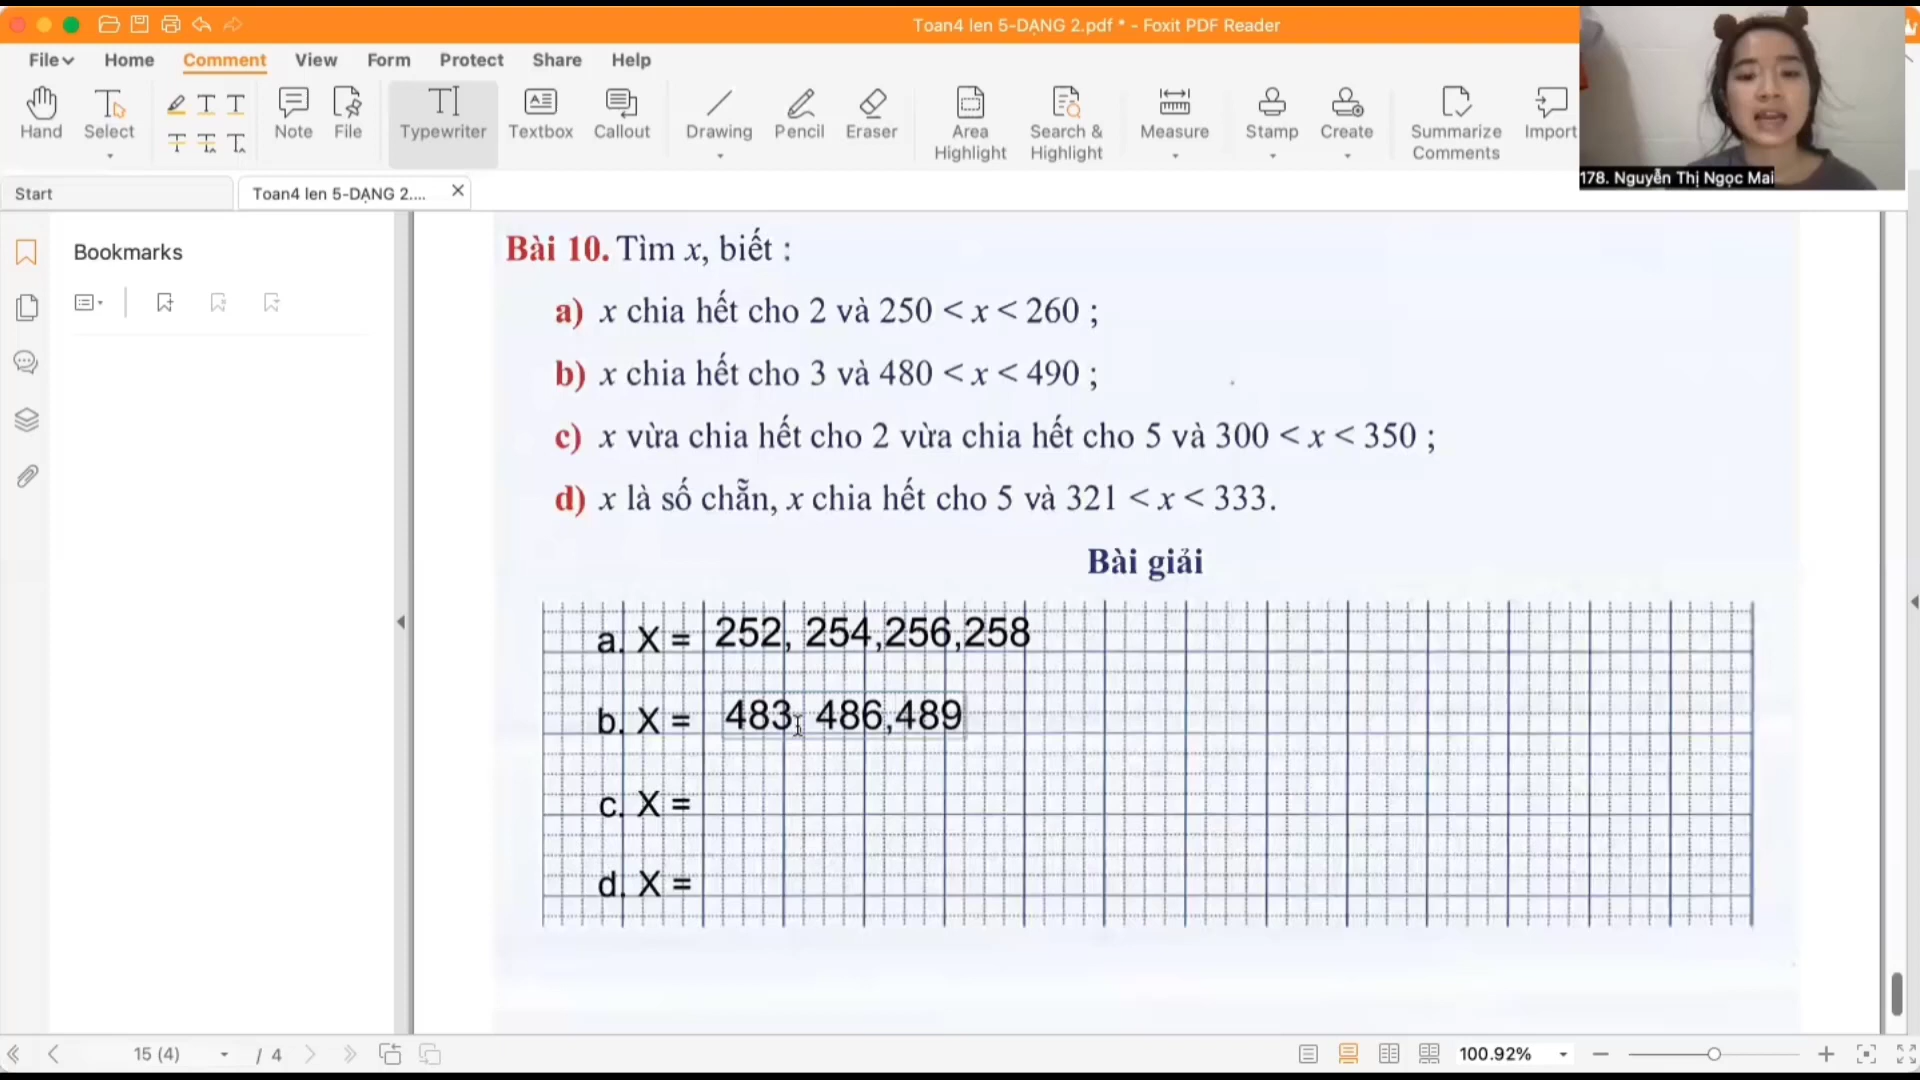 Toan4 len 5-DẠNG 2.pdf * - Foxit PDF Reader
File Home Comment View Form Protect Share Help
Hand Select Note File Typewriter Textbox Callout Drawing Pencil Eraser Area Highlight Search & Highlight Measure Stamp Create Summarize Comments Import
178. Nguyễn Thị Ngọc Mai
Start
Toan4 len 5-DẠNG 2....
Bookmarks
Bài 10. Tìm x, biết :
a) x chia hết cho 2 và 250 < x < 260 ;
b) x chia hết cho 3 và 480 < x < 490 ;
c) x vừa chia hết cho 2 vừa chia hết cho 5 và 300 < x < 350 ;
d) x là số chẵn, x chia hết cho 5 và 321 < x < 333.
Bài giải
a. X = 252, 254,256,258
b. X = 483, 486,489
c. X =
d. X =
15 (4) / 4
100.92%